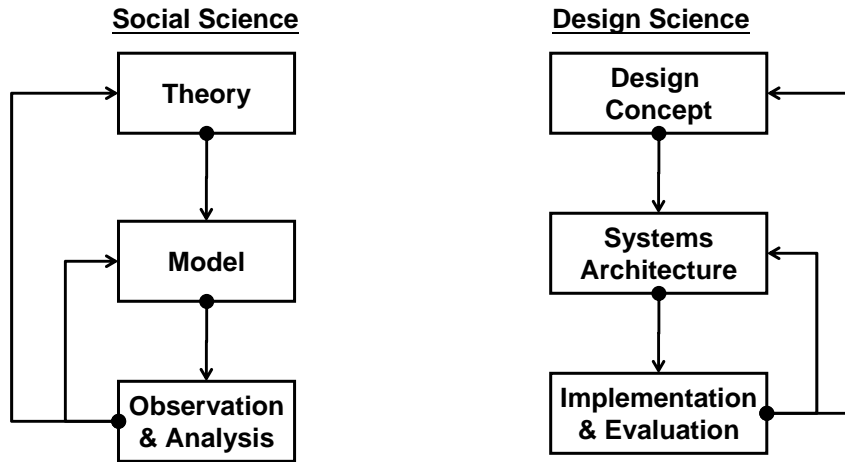 Social Science
Theory
Model
Observation
& Analysis
Design Science
Design
Concept
Systems
Architecture
Implementation
& Evaluation